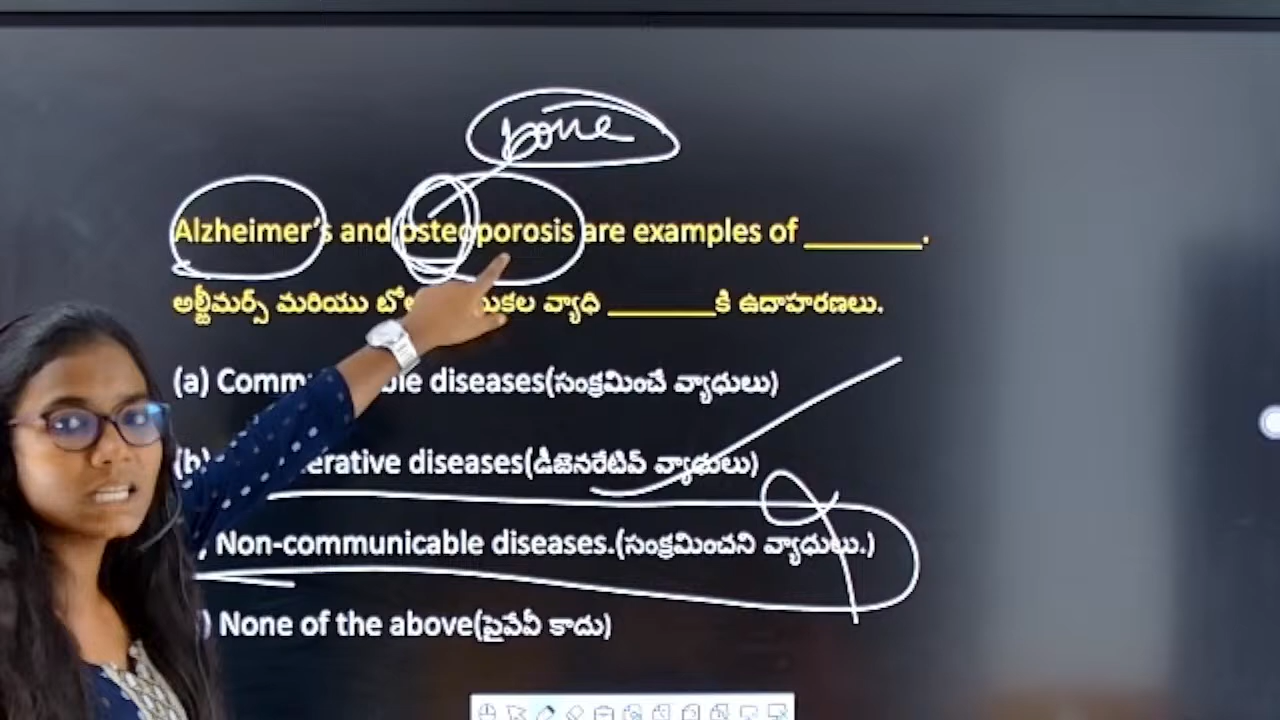 bone
Alzheimer's and osteoporosis are examples of ________.
అల్జీమర్స్ మరియు వ్యాధి ________కి ఉదాహరణలు.
(a) diseases(సంక్రమించే వ్యాధులు)
(b) diseases(డీజెనరేటివ్ వ్యాధులు)
Non-communicable diseases.(సంక్రమించని వ్యాధులు.)
) None of the above(పైవేవీ కాదు)